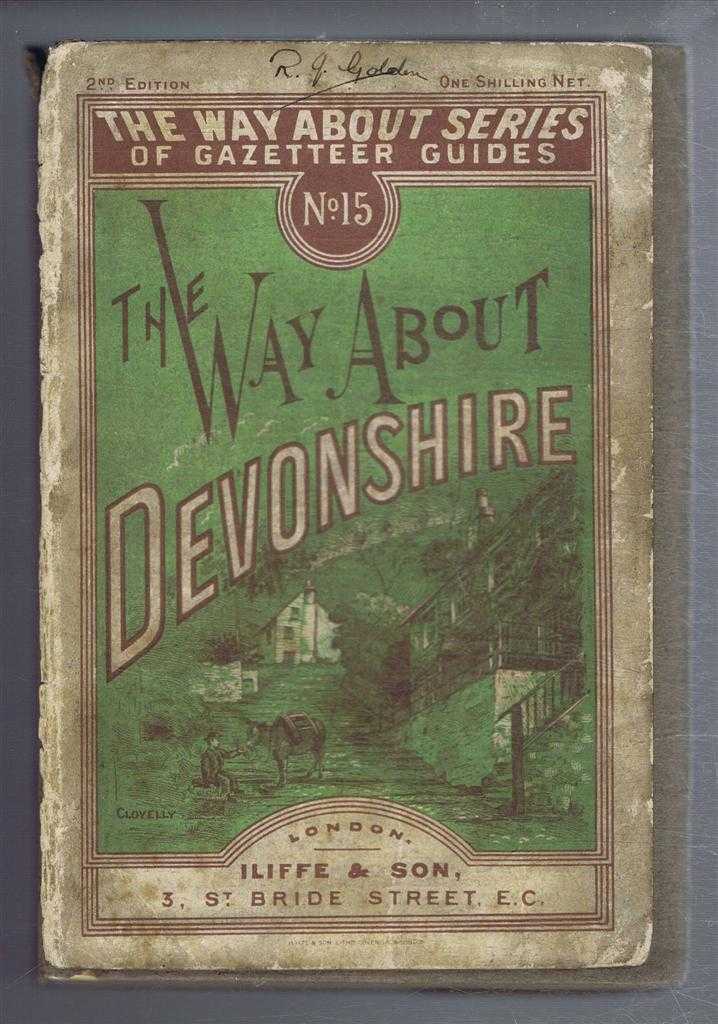 R. J. Golden
2ND EDITION
ONE SHILLING NET.
THE WAY ABOUT SERIES
OF GAZETTEER GUIDES
No 15
THE WAY ABOUT
DEVONSHIRE
CLOVELLY
LONDON.
ILIFFE & SON,
3, ST BRIDE STREET, E.C.